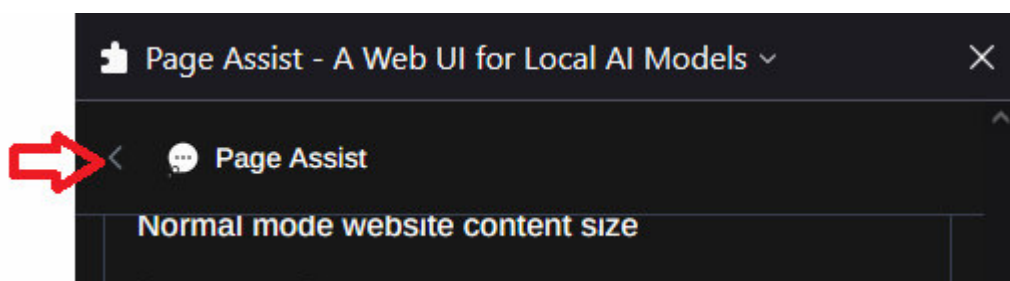 Page Assist - A Web UI for Local AI Models
Page Assist
Normal mode website content size